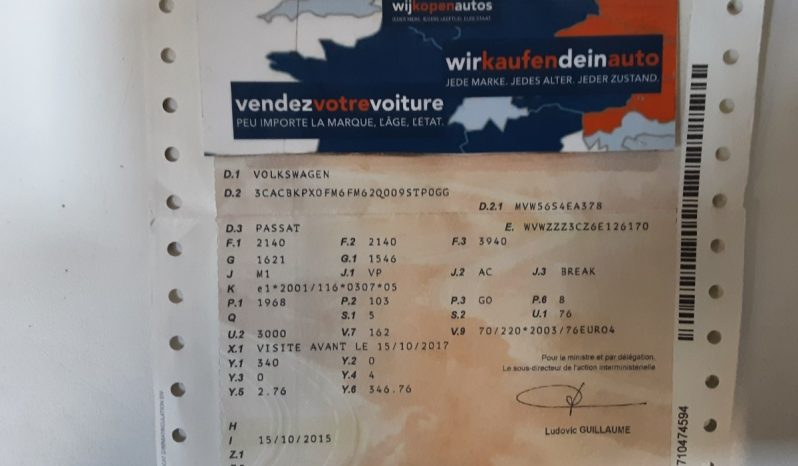 wijkopenautos
wirkaufendeinauto
JEDE MARKE. JEDES ALTER. JEDER ZUSTAND.
vendezvotrevoiture
PEU IMPORTE LA MARQUE, L'ÂGE, L'ÉTAT.
D.1 VOLKSWAGEN
D.2 3CACBKPX0FM6FM62Q009STP0GG
D.2.1 MVWS6S4EA378
D.3 PASSAT E. WVWZZZ3CZ6E126170
F.1 2140 F.2 2140 F.3 3940
G 1621 G.1 1546
J M1 J.1 VP J.2 AC J.3 BREAK
K e1*2001/116*0307*05
P.1 1968 P.2 103 P.3 GO P.6 8
Q S.1 5 S.2 U.1 76
U.2 3000 V.7 162 V.9 70/220*2003/76EURO4
X.1 VISITE AVANT LE 15/10/2017
Y.1 340 Y.2 0
Y.3 0 Y.4 4
Y.5 2.76 Y.6 346.76
Pour le ministre et par délégation,
Le sous-directeur de l'action interministérielle
Ludovic GUILLAUME
H
I 15/10/2015
Z.1
710474594